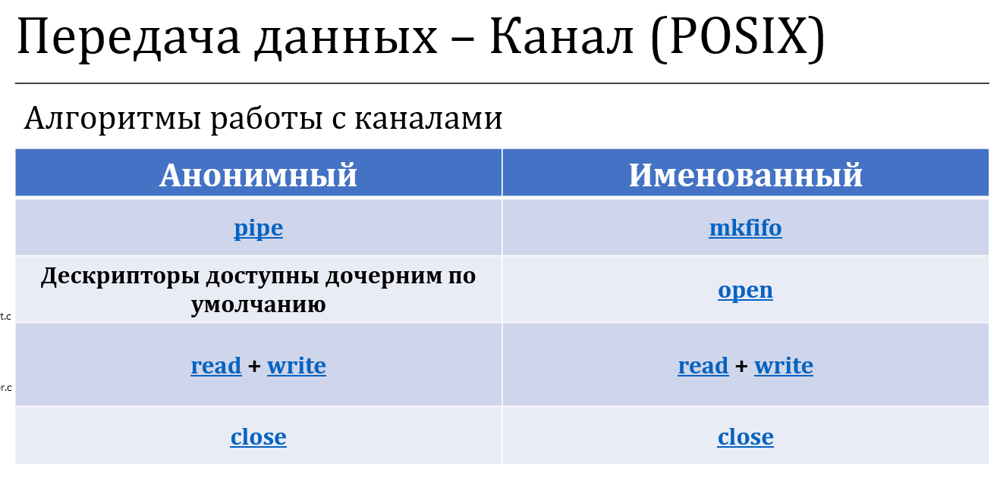 Передача данных – Канал (POSIX)
Алгоритмы работы с каналами
Анонимный
Именованный
pipe
mkfifo
Дескрипторы доступны дочерним по
умолчанию
open
t.c
read + write
read + write
er.c
close
close